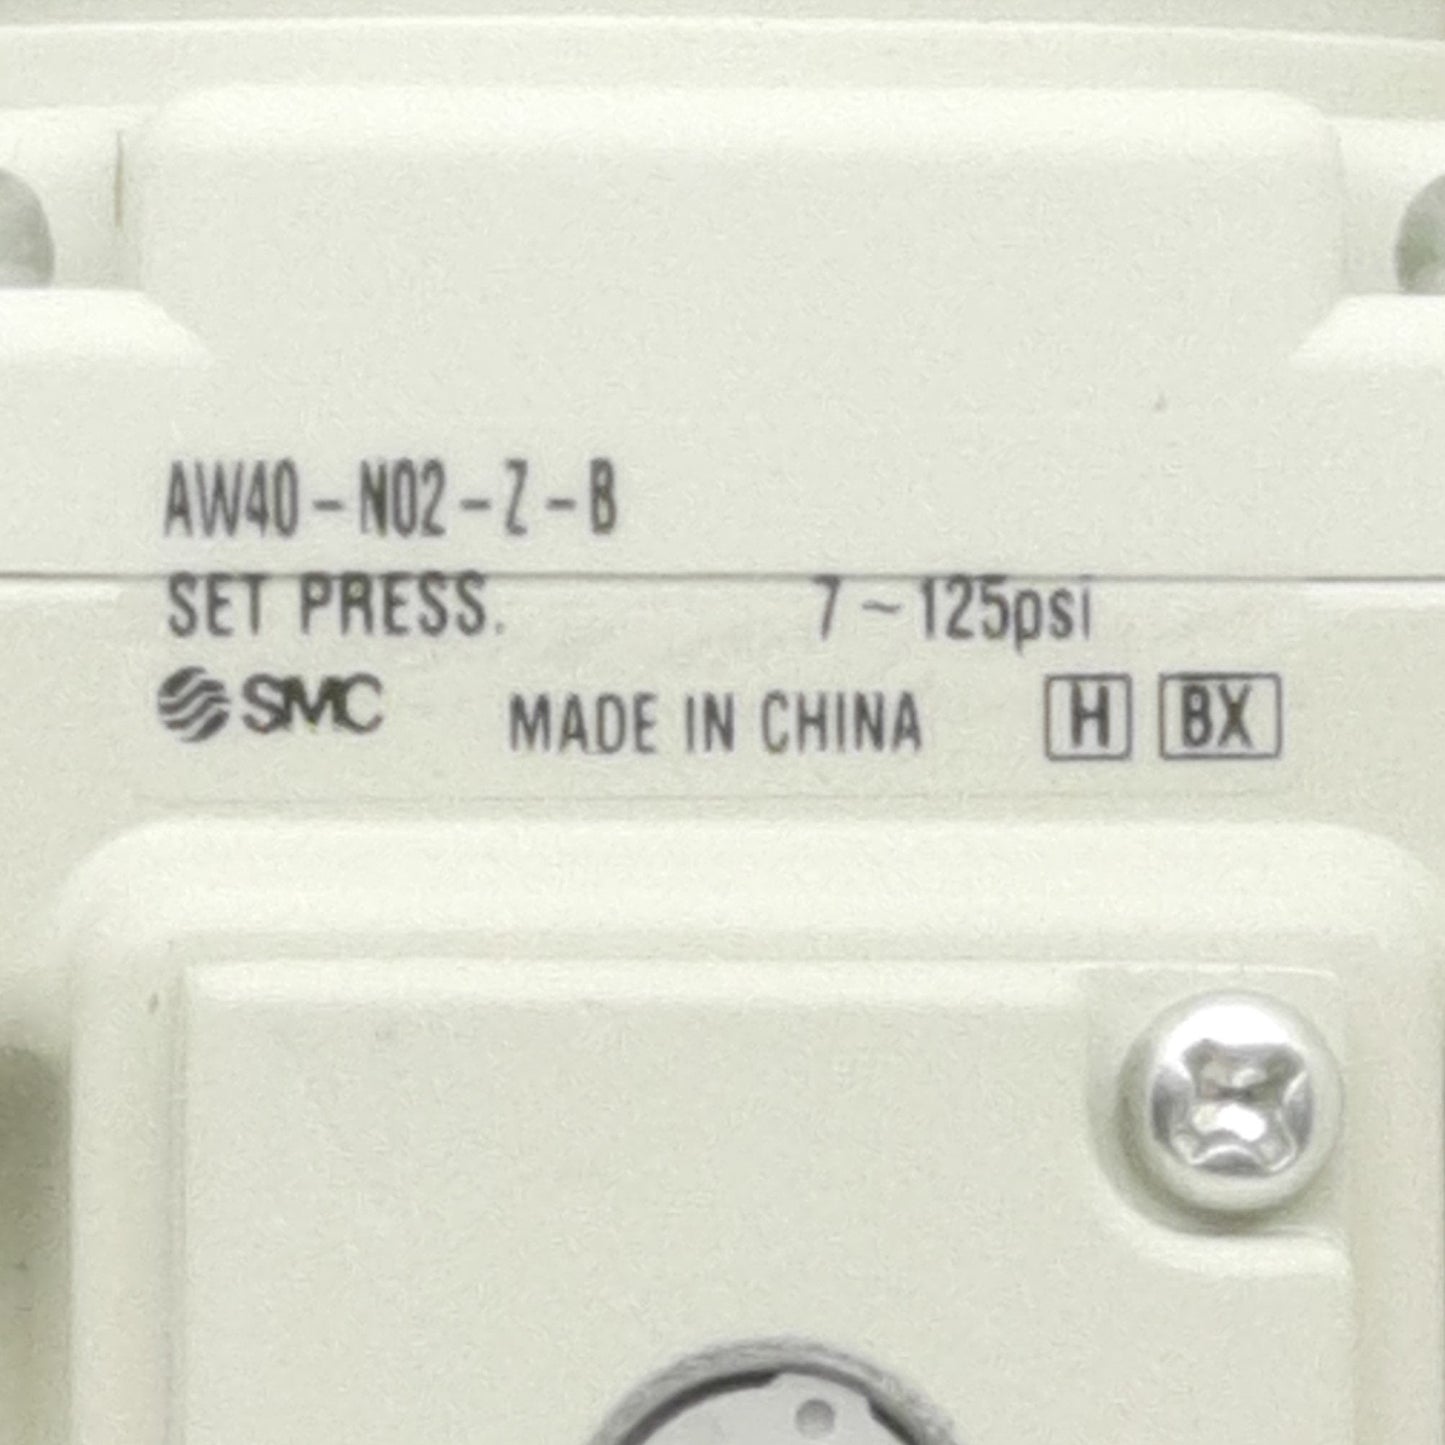 AW40-N02-Z-B
SET PRESS. 7~125psi
SMC MADE IN CHINA H BX